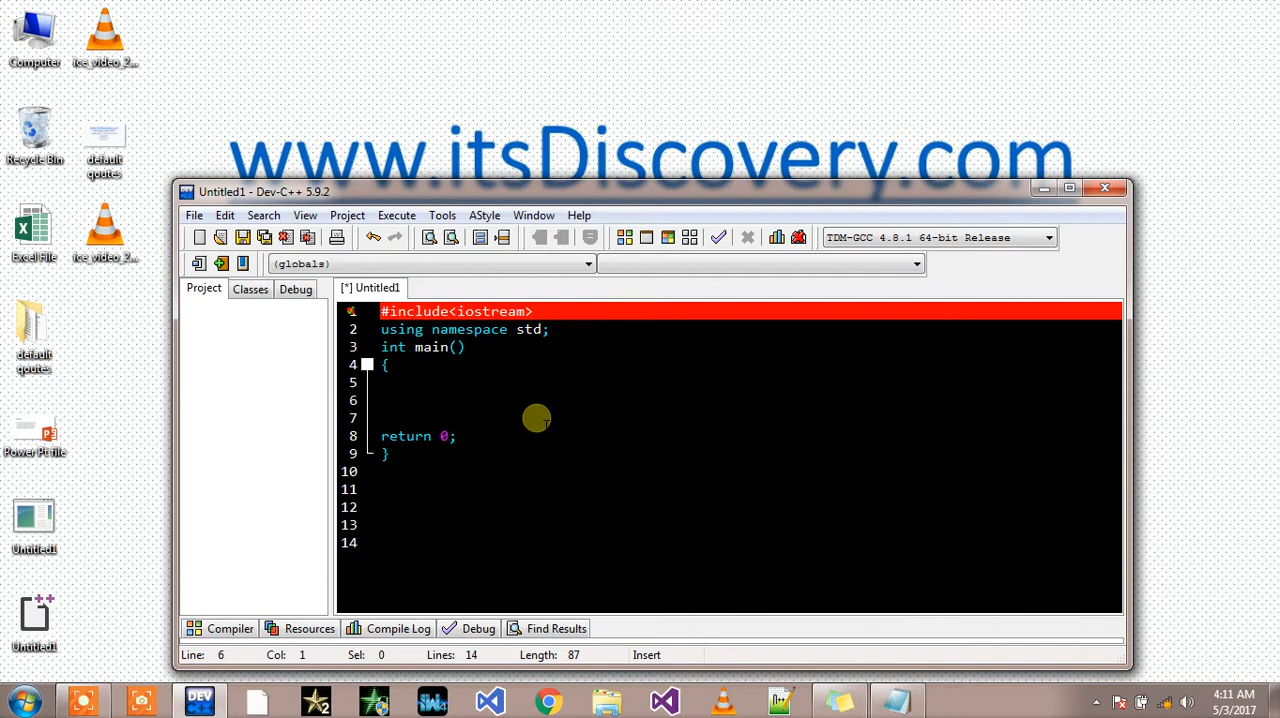 Computer
ice_video_2...
Recycle Bin
default
qoutes
Excel File
ice_video_2...
default
qoutes
Power Pt file
Untitled1
Untitled1
www.itsDiscovery.com
Untitled1 - Dev-C++ 5.9.2
File Edit Search View Project Execute Tools AStyle Window Help
TDM-GCC 4.8.1 64-bit Release
(globals)
Project Classes Debug
[*] Untitled1
1 #include<iostream>
2 using namespace std;
3 int main()
4 {
5
6
7
8 return 0;
9 }
10
11
12
13
14
Compiler Resources Compile Log Debug Find Results
Line: 6 Col: 1 Sel: 0 Lines: 14 Length: 87 Insert
4:11 AM
5/3/2017